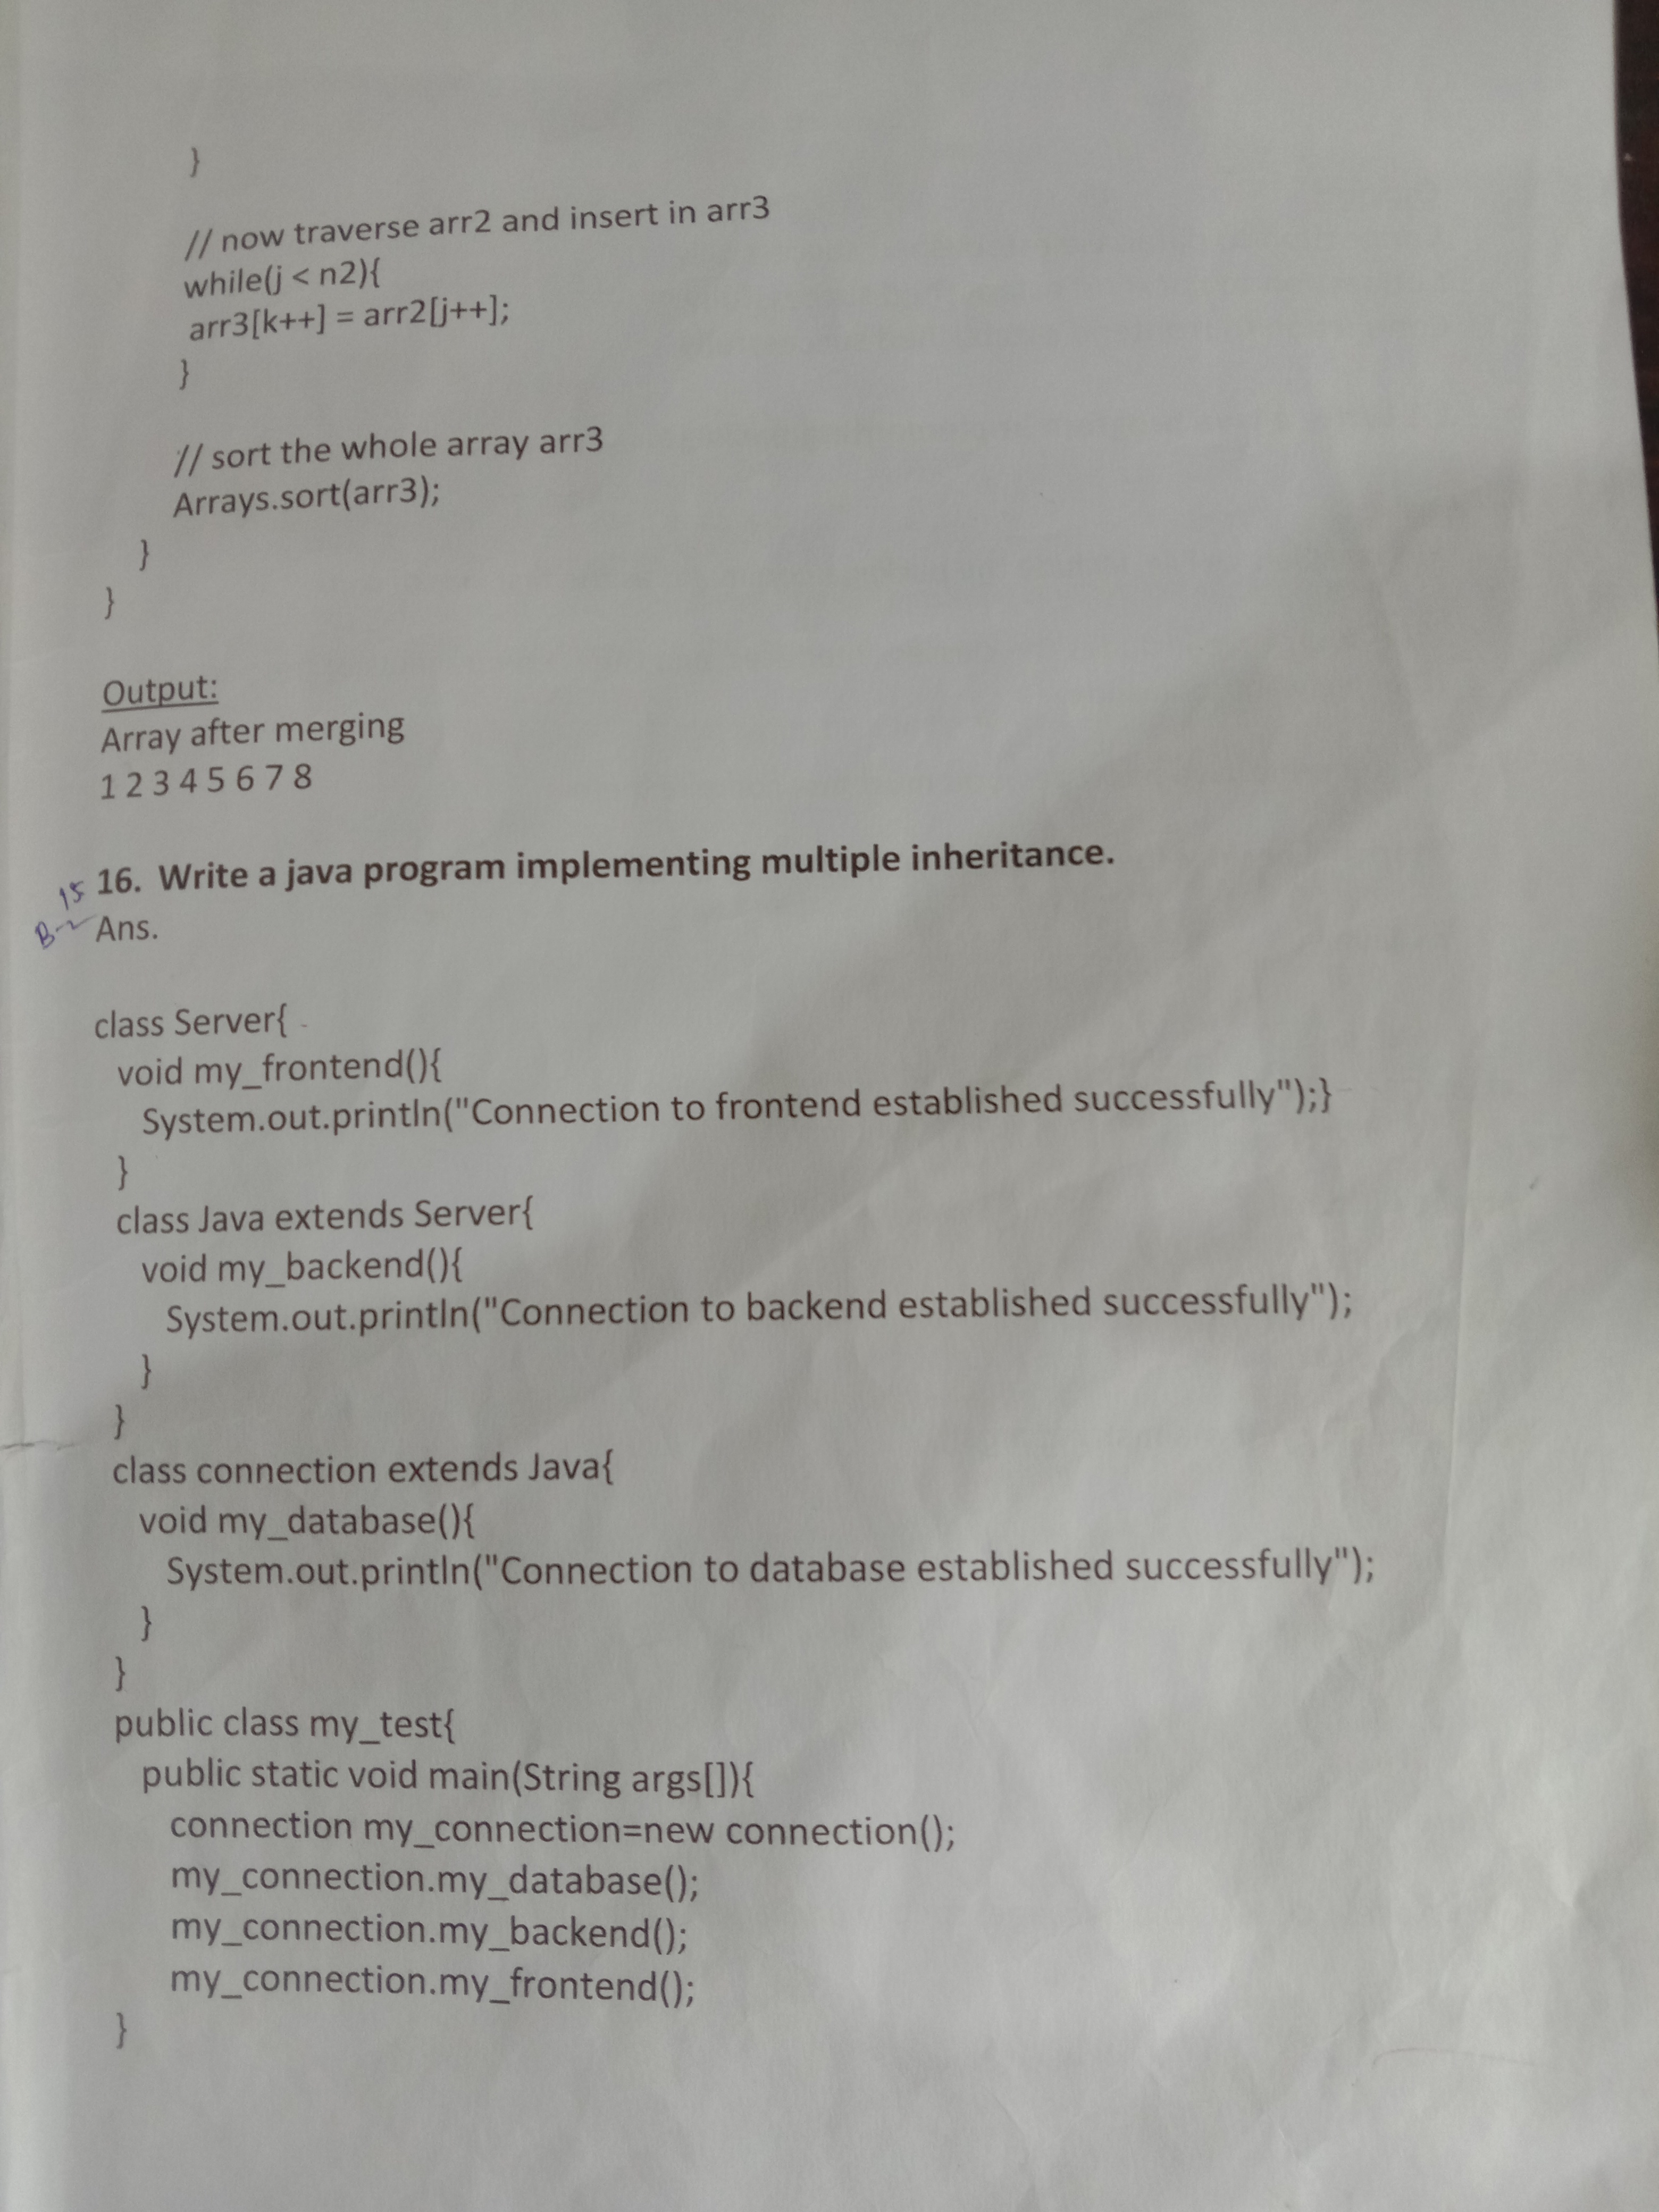 }
// now traverse arr2 and insert in arr3
while(j < n2){
arr3[k++] = arr2[j++];
}
// sort the whole array arr3
Arrays.sort(arr3);
}
}
Output:
Array after merging
1 2 3 4 5 6 7 8
15 16. Write a java program implementing multiple inheritance.
B-2 Ans.
class Server{
void my_frontend(){
System.out.println("Connection to frontend established successfully");}
}
class Java extends Server{
void my_backend(){
System.out.println("Connection to backend established successfully");
}
}
class connection extends Java{
void my_database(){
System.out.println("Connection to database established successfully");
}
}
public class my_test{
public static void main(String args[]){
connection my_connection=new connection();
my_connection.my_database();
my_connection.my_backend();
my_connection.my_frontend();
}